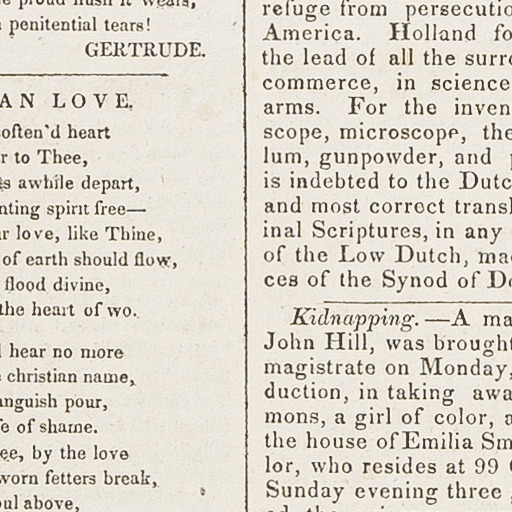 penitential tears!
GERTRUDE.
AN LOVE.
soften'd heart
r to Thee,
s awhile depart,
nting spirit free—
ur love, like Thine,
of earth should flow,
flood divine,
the heart of wo.
hear no more
christian name,
anguish pour,
e of shame.
ee, by the love
worn fetters break,
oul above,
refuge from persecutio
America. Holland fo
the lead of all the surro
commerce, in science
arms. For the inven
scope, microscope, the
lum, gunpowder, and p
is indebted to the Dutc
and most correct transl
inal Scriptures, in any
of the Low Dutch, mad
ces of the Synod of Do
Kidnapping.—A ma
John Hill, was brought
magistrate on Monday,
duction, in taking awa
mons, a girl of color, a
the house of Emilia Sm
lor, who resides at 99 C
Sunday evening three